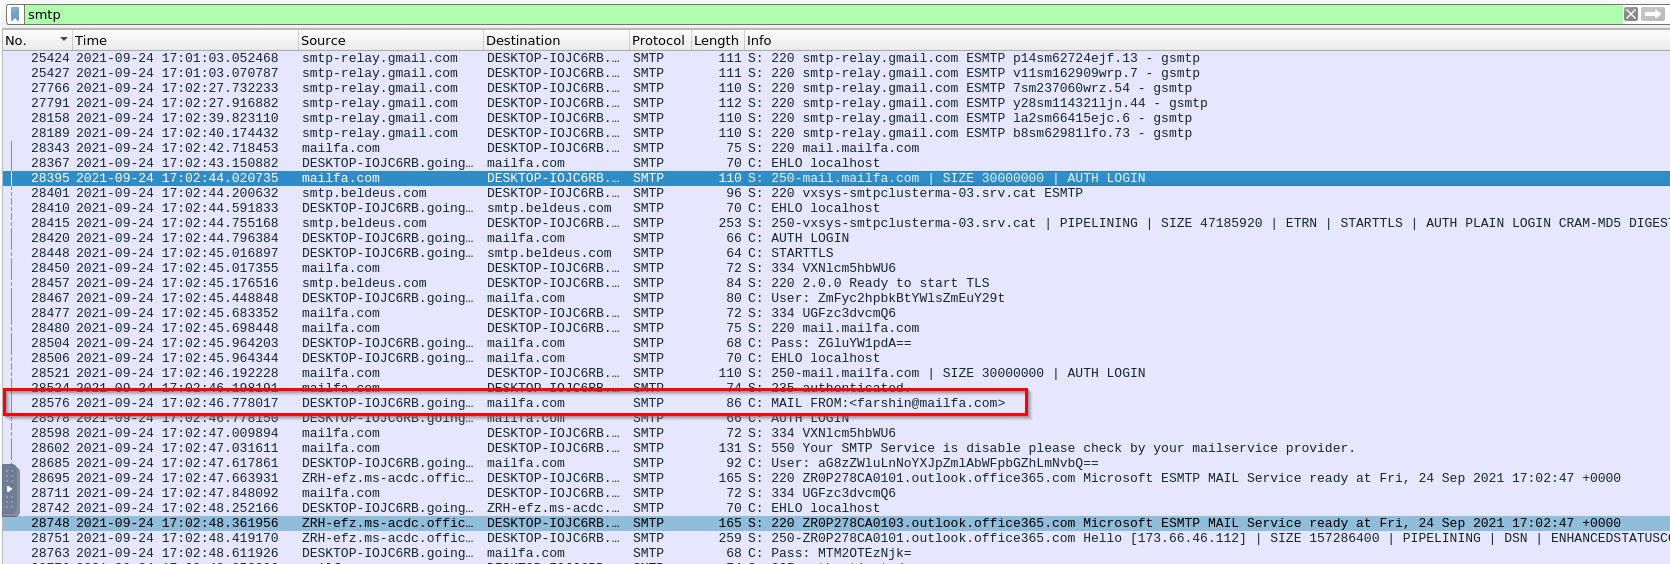 smtp
No. Time Source Destination Protocol Length Info
25424 2021-09-24 17:01:03.052468 smtp-relay.gmail.com DESKTOP-IOJC6RB.… SMTP 111 S: 220 smtp-relay.gmail.com ESMTP p14sm62724ejf.13 - gsmtp
25427 2021-09-24 17:01:03.070787 smtp-relay.gmail.com DESKTOP-IOJC6RB.… SMTP 111 S: 220 smtp-relay.gmail.com ESMTP v11sm162909wrp.7 - gsmtp
27766 2021-09-24 17:02:27.732233 smtp-relay.gmail.com DESKTOP-IOJC6RB.… SMTP 110 S: 220 smtp-relay.gmail.com ESMTP 7sm237060wrz.54 - gsmtp
27791 2021-09-24 17:02:27.916882 smtp-relay.gmail.com DESKTOP-IOJC6RB.… SMTP 112 S: 220 smtp-relay.gmail.com ESMTP y28sm114321ljn.44 - gsmtp
28158 2021-09-24 17:02:39.823110 smtp-relay.gmail.com DESKTOP-IOJC6RB.… SMTP 110 S: 220 smtp-relay.gmail.com ESMTP la2sm66415ejc.6 - gsmtp
28189 2021-09-24 17:02:40.174432 smtp-relay.gmail.com DESKTOP-IOJC6RB.… SMTP 110 S: 220 smtp-relay.gmail.com ESMTP b8sm62981lfo.73 - gsmtp
28343 2021-09-24 17:02:42.718453 mailfa.com DESKTOP-IOJC6RB.… SMTP 75 S: 220 mail.mailfa.com
28367 2021-09-24 17:02:43.150882 DESKTOP-IOJC6RB.going… mailfa.com SMTP 70 C: EHLO localhost
28395 2021-09-24 17:02:44.020735 mailfa.com DESKTOP-IOJC6RB.… SMTP 110 S: 250-mail.mailfa.com | SIZE 30000000 | AUTH LOGIN
28401 2021-09-24 17:02:44.200632 smtp.beldeus.com DESKTOP-IOJC6RB.… SMTP 96 S: 220 vxsys-smtpclusterma-03.srv.cat ESMTP
28410 2021-09-24 17:02:44.591833 DESKTOP-IOJC6RB.going… smtp.beldeus.com SMTP 70 C: EHLO localhost
28415 2021-09-24 17:02:44.755168 smtp.beldeus.com DESKTOP-IOJC6RB.… SMTP 253 S: 250-vxsys-smtpclusterma-03.srv.cat | PIPELINING | SIZE 47185920 | ETRN | STARTTLS | AUTH PLAIN LOGIN CRAM-MD5 DIGES
28420 2021-09-24 17:02:44.796384 DESKTOP-IOJC6RB.going… mailfa.com SMTP 66 C: AUTH LOGIN
28448 2021-09-24 17:02:45.016897 DESKTOP-IOJC6RB.going… smtp.beldeus.com SMTP 64 C: STARTTLS
28450 2021-09-24 17:02:45.017355 mailfa.com DESKTOP-IOJC6RB.… SMTP 72 S: 334 VXNlcm5hbWU6
28457 2021-09-24 17:02:45.176516 smtp.beldeus.com DESKTOP-IOJC6RB.… SMTP 84 S: 220 2.0.0 Ready to start TLS
28467 2021-09-24 17:02:45.448848 DESKTOP-IOJC6RB.going… mailfa.com SMTP 80 C: User: ZmFyc2hpbkBtYWlsZmEuY29t
28477 2021-09-24 17:02:45.683352 mailfa.com DESKTOP-IOJC6RB.… SMTP 72 S: 334 UGFzc3dvcmQ6
28480 2021-09-24 17:02:45.698448 mailfa.com DESKTOP-IOJC6RB.… SMTP 75 S: 220 mail.mailfa.com
28504 2021-09-24 17:02:45.964203 DESKTOP-IOJC6RB.going… mailfa.com SMTP 68 C: Pass: ZGluYW1pdA==
28506 2021-09-24 17:02:45.964344 DESKTOP-IOJC6RB.going… mailfa.com SMTP 70 C: EHLO localhost
28521 2021-09-24 17:02:46.192228 mailfa.com DESKTOP-IOJC6RB.… SMTP 110 S: 250-mail.mailfa.com | SIZE 30000000 | AUTH LOGIN
28524 2021-09-24 17:02:46.198191 mailfa.com DESKTOP-IOJC6RB.… SMTP 74 S: 235 authenticated
28576 2021-09-24 17:02:46.778017 DESKTOP-IOJC6RB.going… mailfa.com SMTP 86 C: MAIL FROM:<farshin@mailfa.com>
28578 2021-09-24 17:02:46.778150 DESKTOP-IOJC6RB.going… mailfa.com SMTP 66 C: AUTH LOGIN
28598 2021-09-24 17:02:47.009894 mailfa.com DESKTOP-IOJC6RB.… SMTP 72 S: 334 VXNlcm5hbWU6
28602 2021-09-24 17:02:47.031611 mailfa.com DESKTOP-IOJC6RB.… SMTP 131 S: 550 Your SMTP Service is disable please check by your mailservice provider.
28685 2021-09-24 17:02:47.617861 DESKTOP-IOJC6RB.going… mailfa.com SMTP 92 C: User: aG8zZWluLnNoYXJpZmlAbWFpbGZhLmNvbQ==
28695 2021-09-24 17:02:47.663931 ZRH-efz.ms-acdc.offic… DESKTOP-IOJC6RB.… SMTP 165 S: 220 ZR0P278CA0101.outlook.office365.com Microsoft ESMTP MAIL Service ready at Fri, 24 Sep 2021 17:02:47 +0000
28711 2021-09-24 17:02:47.848092 mailfa.com DESKTOP-IOJC6RB.… SMTP 72 S: 334 UGFzc3dvcmQ6
28742 2021-09-24 17:02:48.252166 DESKTOP-IOJC6RB.going… ZRH-efz.ms-acdc.… SMTP 70 C: EHLO localhost
28748 2021-09-24 17:02:48.361956 ZRH-efz.ms-acdc.offic… DESKTOP-IOJC6RB.… SMTP 165 S: 220 ZR0P278CA0103.outlook.office365.com Microsoft ESMTP MAIL Service ready at Fri, 24 Sep 2021 17:02:47 +0000
28751 2021-09-24 17:02:48.419170 ZRH-efz.ms-acdc.offic… DESKTOP-IOJC6RB.… SMTP 259 S: 250-ZR0P278CA0101.outlook.office365.com Hello [173.66.46.112] | SIZE 157286400 | PIPELINING | DSN | ENHANCEDSTATUSC
28763 2021-09-24 17:02:48.611926 DESKTOP-IOJC6RB.going… mailfa.com SMTP 68 C: Pass: MTM2OTEzNjk=